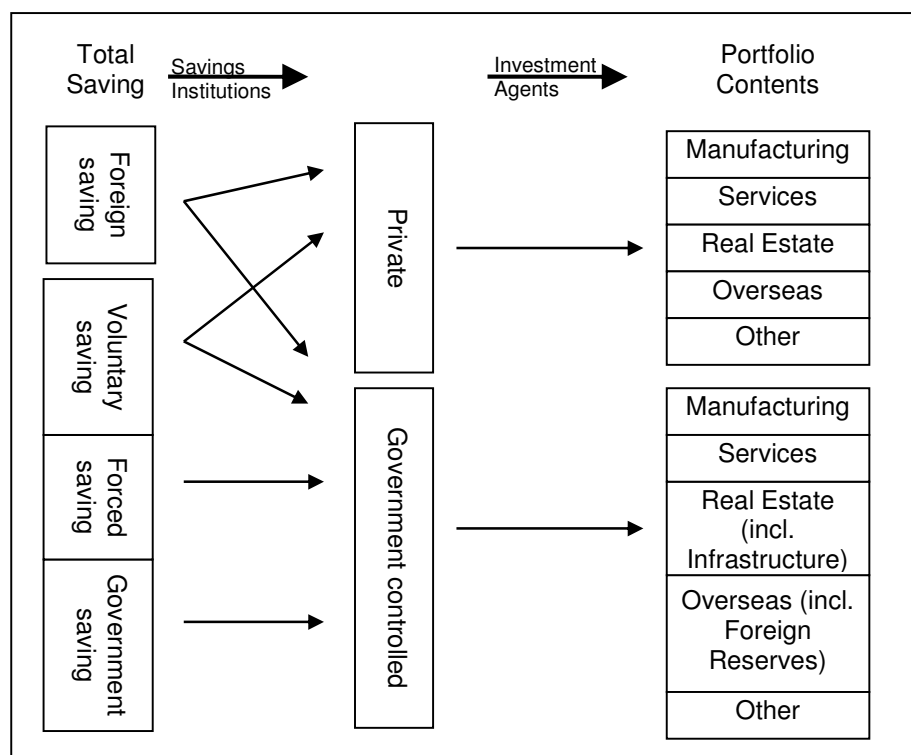 Total
Saving
Savings
Institutions
Investment
Agents
Portfolio
Contents
Foreign
saving
Voluntary
saving
Forced
saving
Government
saving
Private
Government controlled
Manufacturing
Services
Real Estate
Overseas
Other
Manufacturing
Services
Real Estate
(incl.
Infrastructure)
Overseas (incl.
Foreign
Reserves)
Other